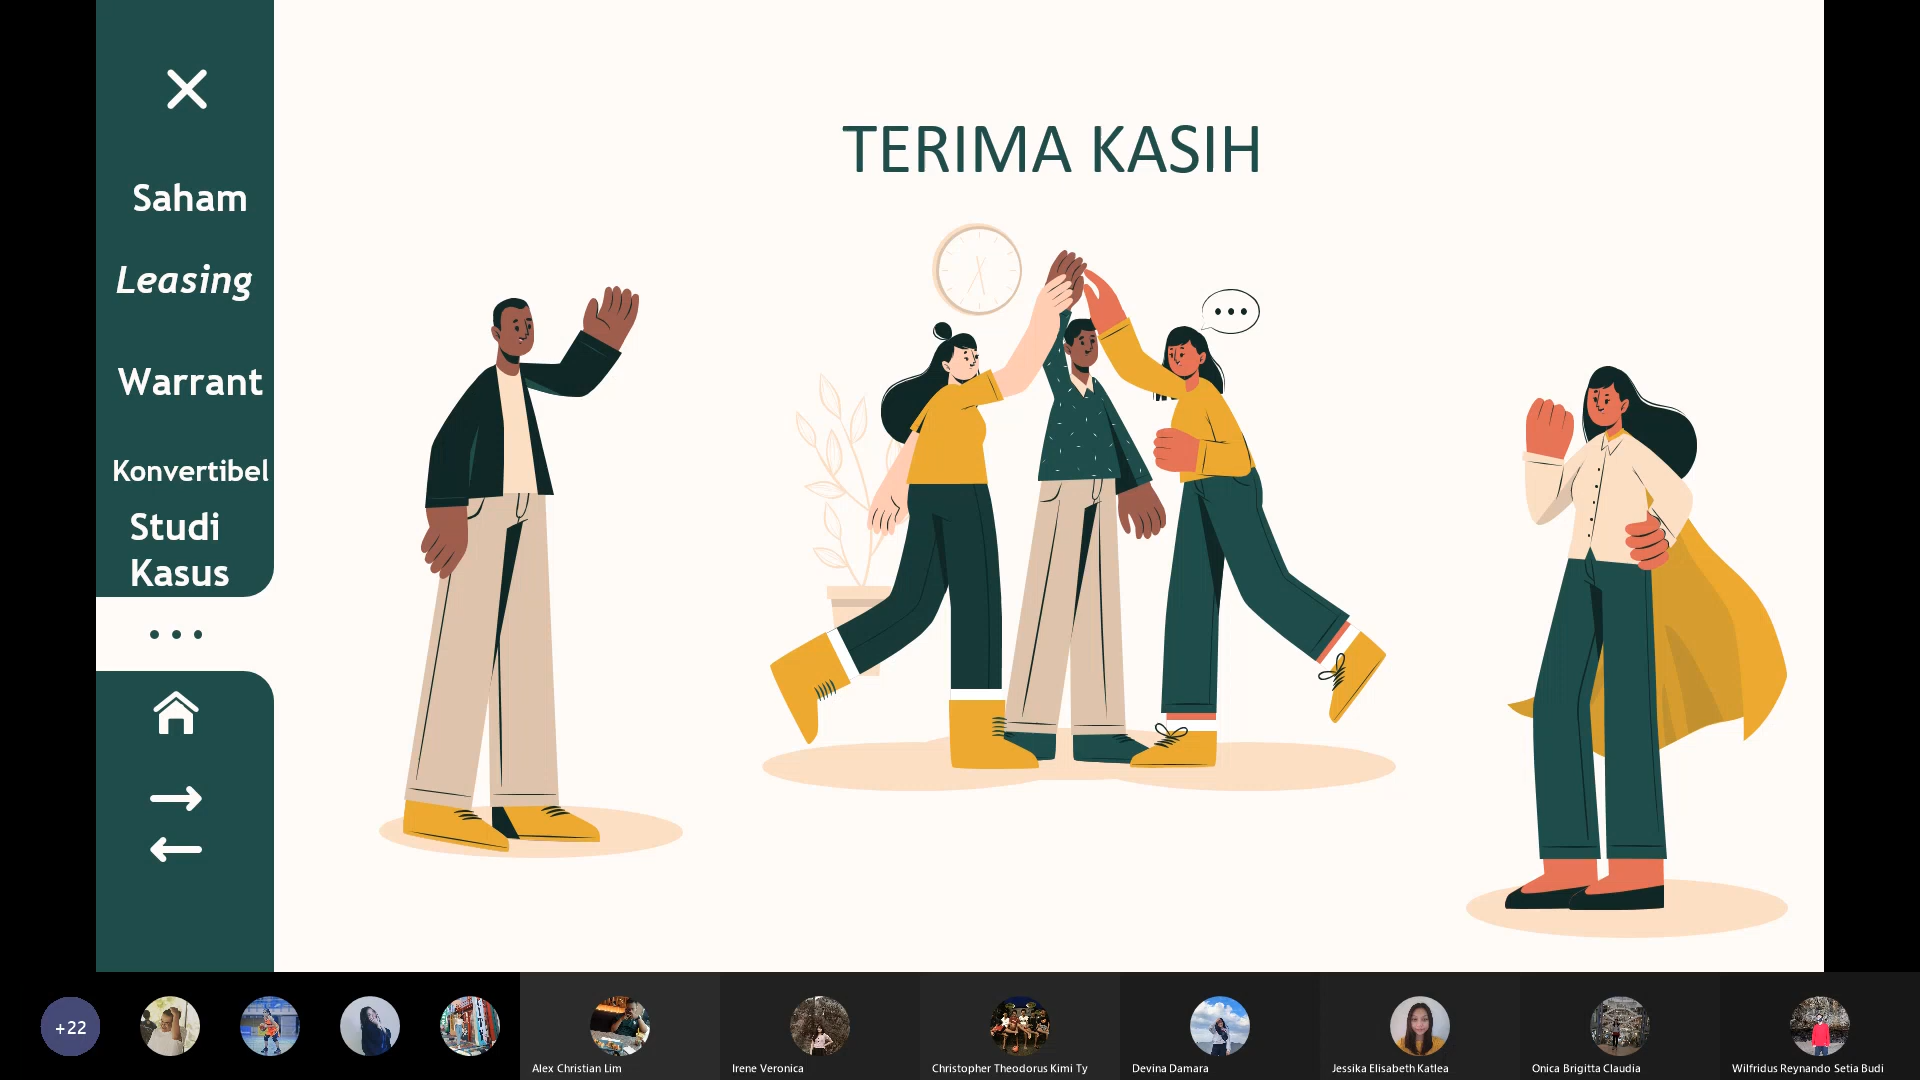 TERIMA KASIH
Saham
Leasing
Warrant
Konvertibel
Studi
Kasus
+22
Alex Christian Lim
Irene Veronica
Christopher Theodorus Kimi Ty
Devina Damara
Jessika Elisabeth Katlea
Onica Brigitta Claudia
Wilfridus Reynando Setia Budi